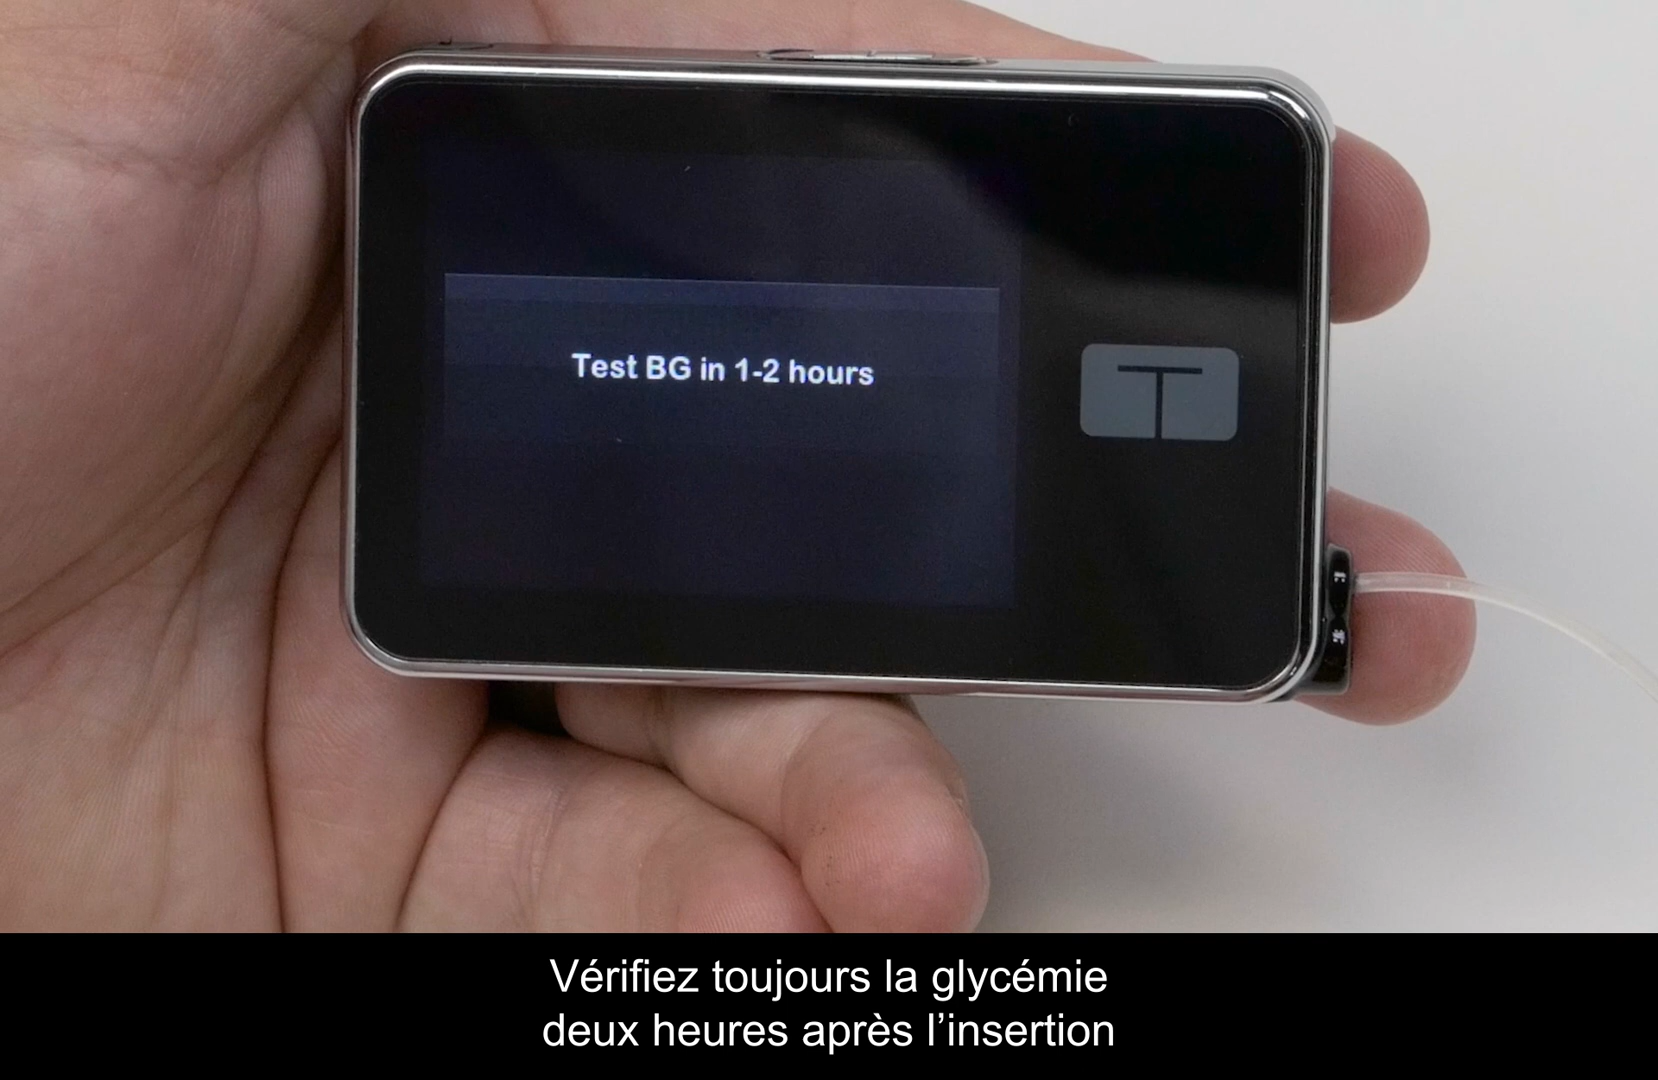 Test BG in 1-2 hours
Vérifiez toujours la glycémie
deux heures après l’insertion